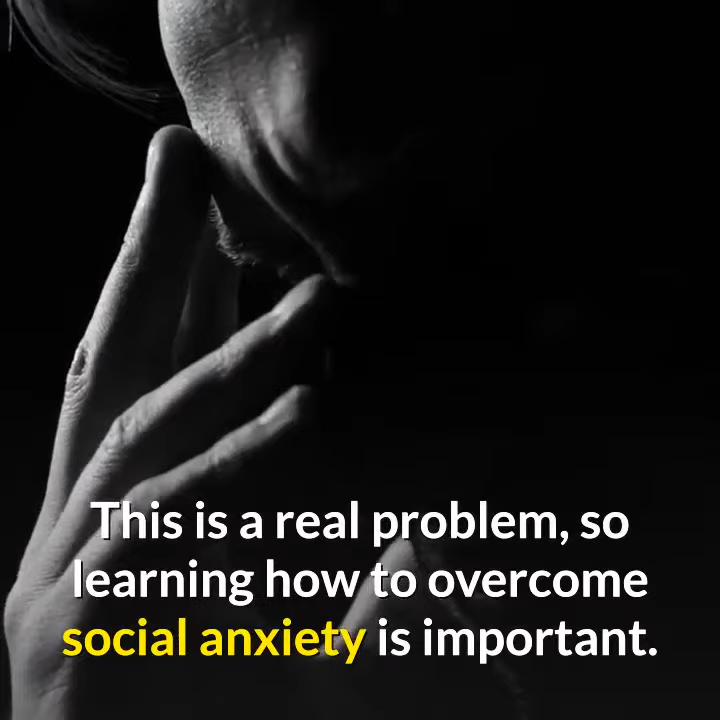 This is a real problem, so
learning how to overcome
social anxiety is important.